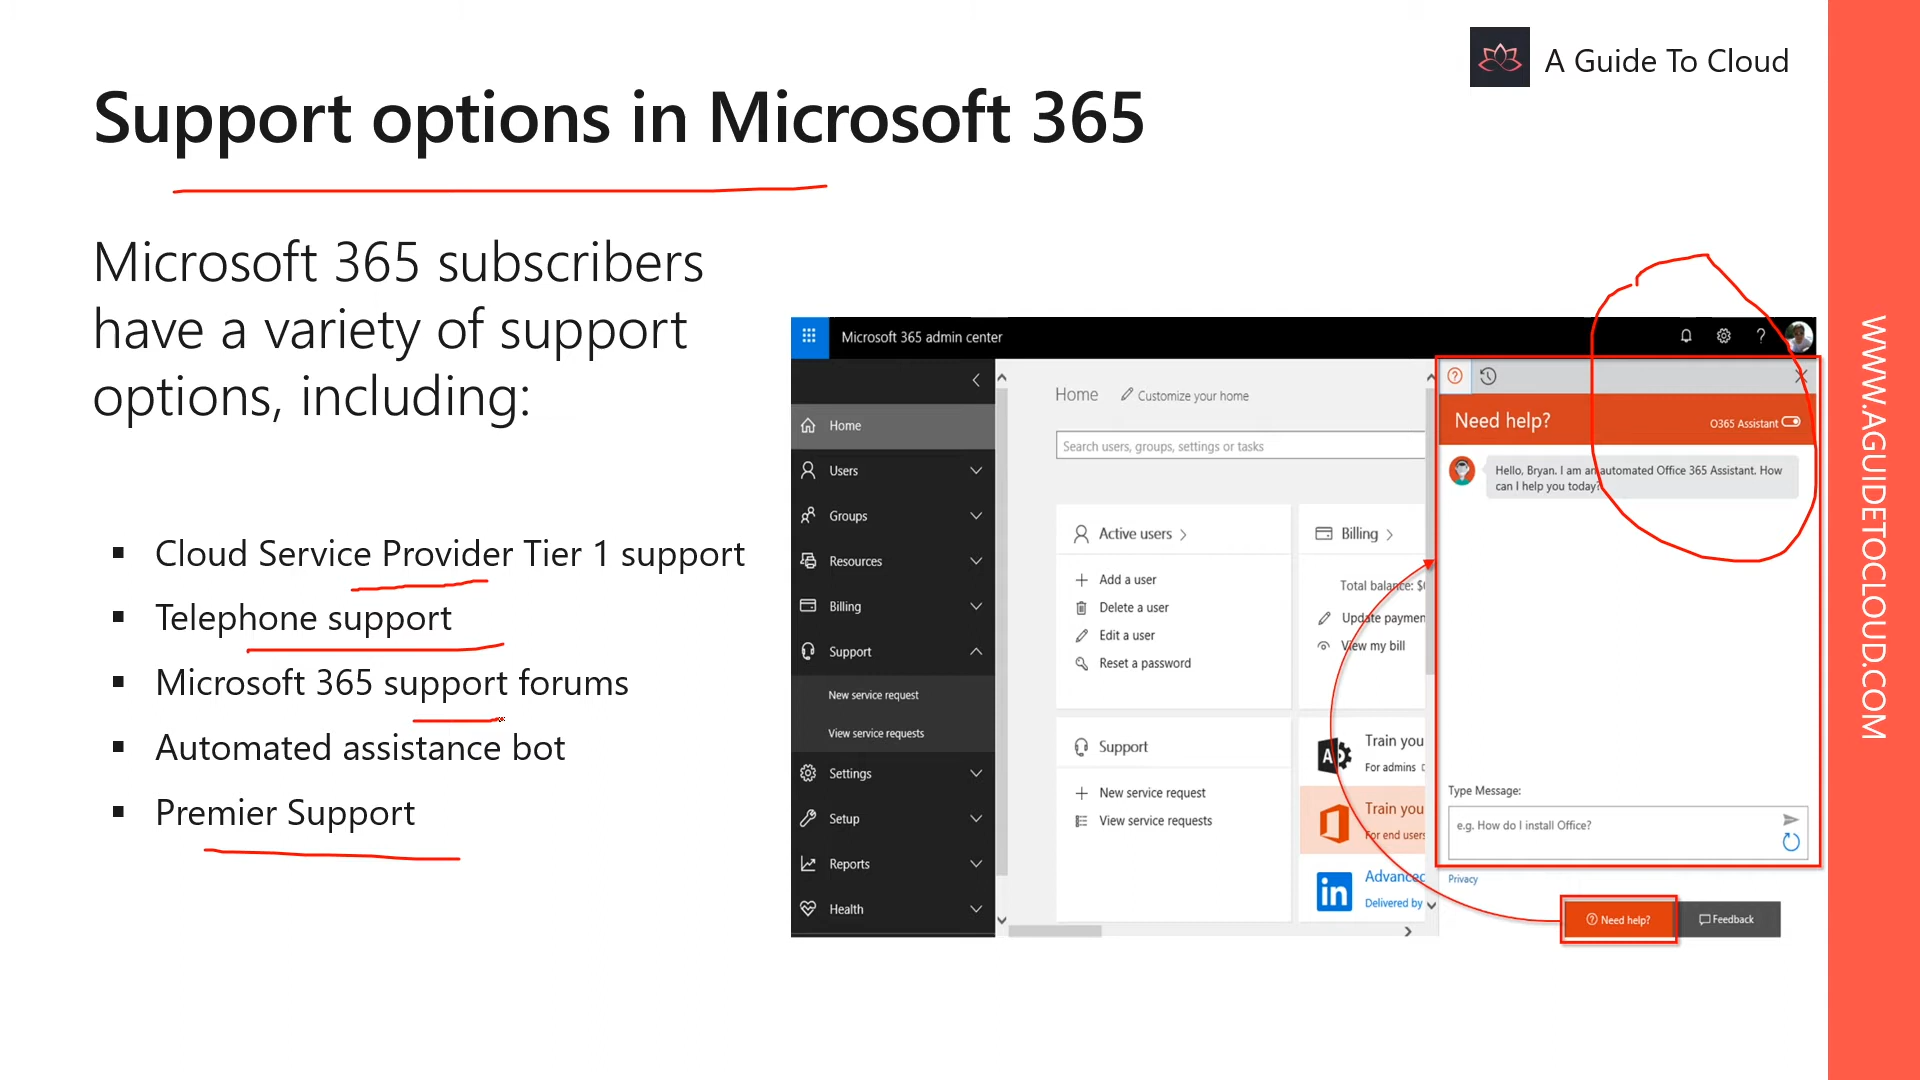 A Guide To Cloud
Support options in Microsoft 365
Microsoft 365 subscribers
have a variety of support
options, including:
▪ Cloud Service Provider Tier 1 support
▪ Telephone support
▪ Microsoft 365 support forums
▪ Automated assistance bot
▪ Premier Support
Microsoft 365 admin center
Home
Users
Groups
Resources
Billing
Support
New service request
View service requests
Settings
Setup
Reports
Health
Home Customize your home
Search users, groups, settings or tasks
Active users
Add a user
Delete a user
Edit a user
Reset a password
Billing
Total balance: $
Update paymen
View my bill
Support
New service request
View service requests
Train you
For admins
Train you
For end users
in
Advanced
Delivered by
Need help?
O365 Assistant
Hello, Bryan. I am an automated Office 365 Assistant. How
can I help you today?
Type Message:
e.g. How do I install Office?
Privacy
Need help?
Feedback
WWW.AGUIDETOCLOUD.COM